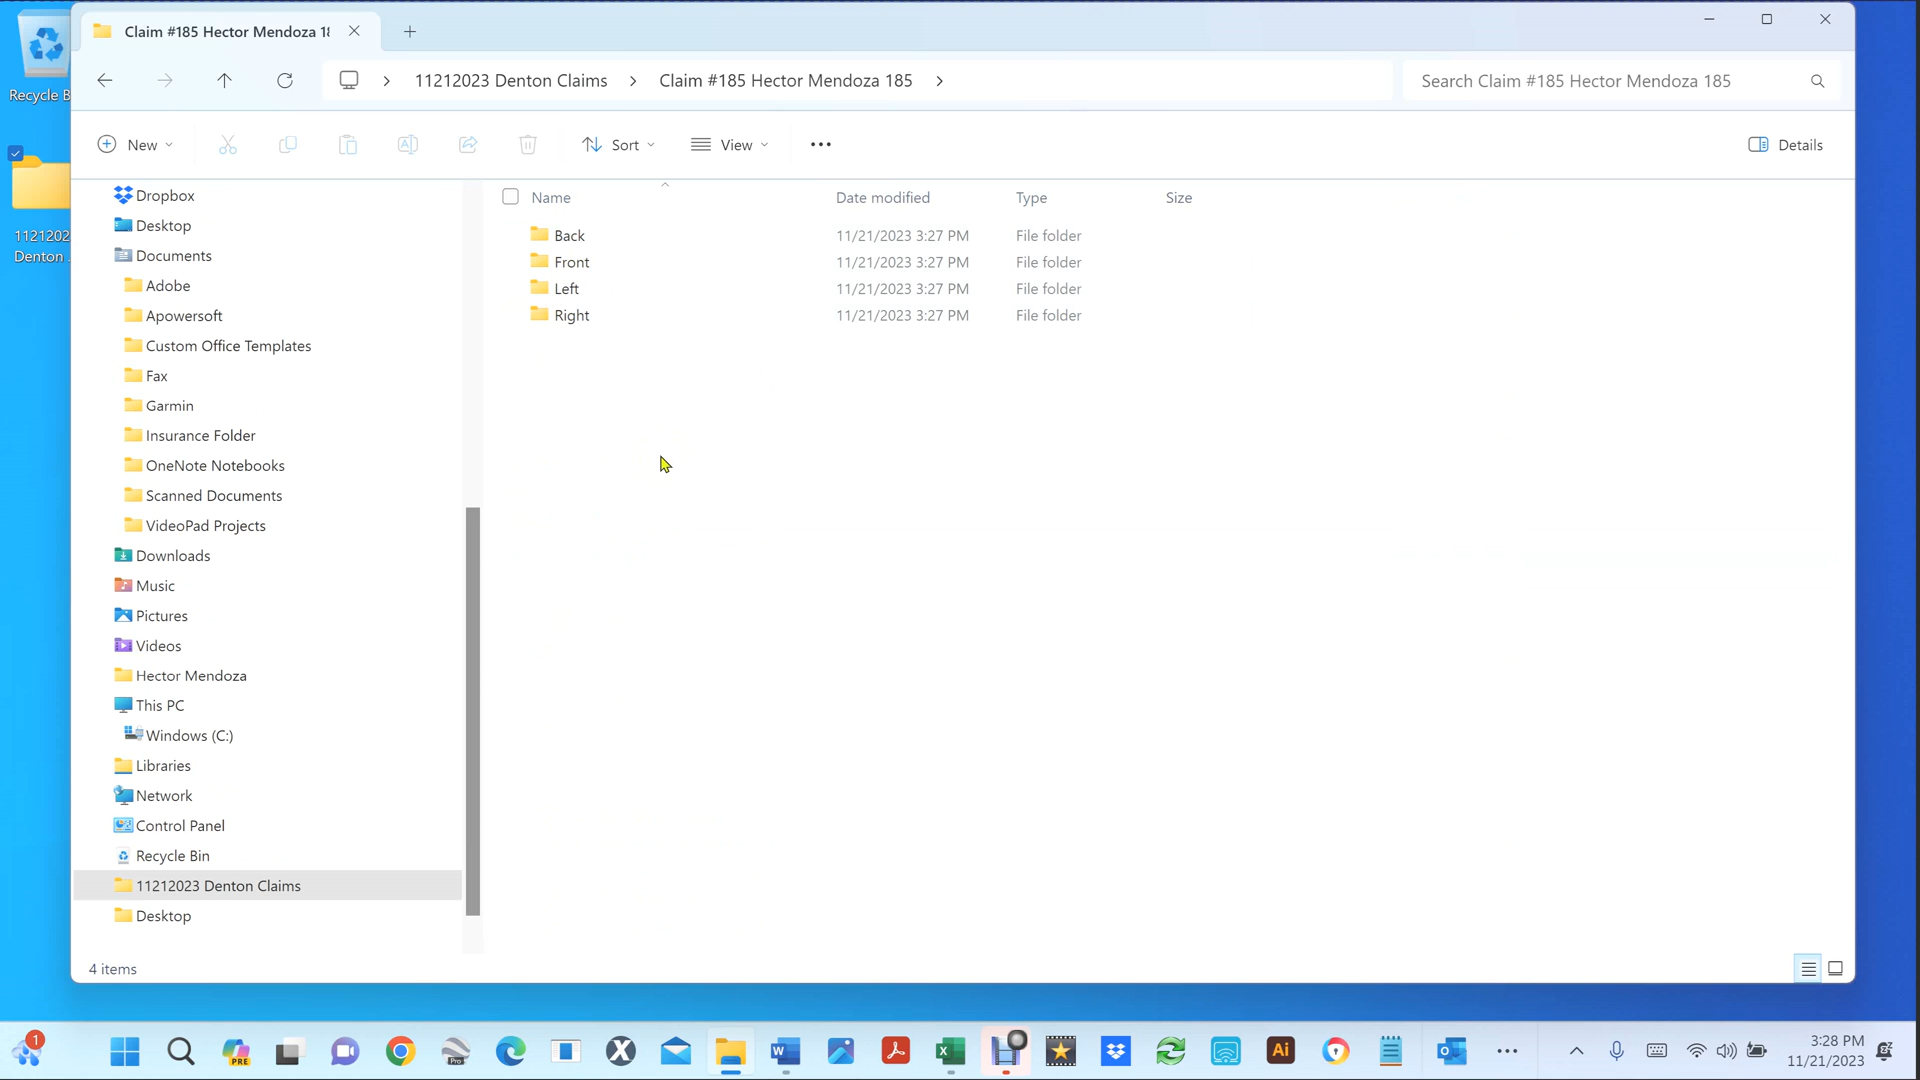 Recycle B
1121202
Denton .
Claim #185 Hector Mendoza 18
11212023 Denton Claims
Claim #185 Hector Mendoza 185
Search Claim #185 Hector Mendoza 185
New
Sort
View
Details
Dropbox
Desktop
Documents
Adobe
Apowersoft
Custom Office Templates
Fax
Garmin
Insurance Folder
OneNote Notebooks
Scanned Documents
VideoPad Projects
Downloads
Music
Pictures
Videos
Hector Mendoza
This PC
Windows (C:)
Libraries
Network
Control Panel
Recycle Bin
11212023 Denton Claims
Desktop
Name Date modified Type Size
Back 11/21/2023 3:27 PM File folder
Front 11/21/2023 3:27 PM File folder
Left 11/21/2023 3:27 PM File folder
Right 11/21/2023 3:27 PM File folder
4 items
1
PRE
Pro
Ai
3:28 PM
11/21/2023